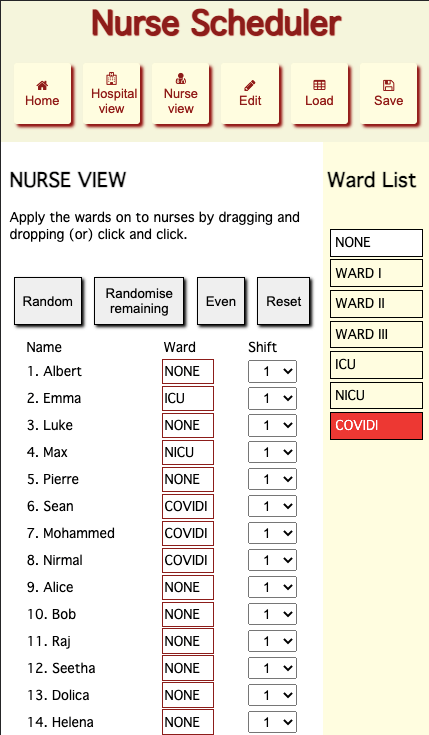 Nurse Scheduler
Home
Hospital view
Nurse view
Edit
Load
Save
NURSE VIEW
Apply the wards on to nurses by dragging and
dropping (or) click and click.
Random
Randomise remaining
Even
Reset
Name Ward Shift
1. Albert NONE 1
2. Emma ICU 1
3. Luke NONE 1
4. Max NICU 1
5. Pierre NONE 1
6. Sean COVIDI 1
7. Mohammed COVIDI 1
8. Nirmal COVIDI 1
9. Alice NONE 1
10. Bob NONE 1
11. Raj NONE 1
12. Seetha NONE 1
13. Dolica NONE 1
14. Helena NONE 1
Ward List
NONE
WARD I
WARD II
WARD III
ICU
NICU
COVIDI